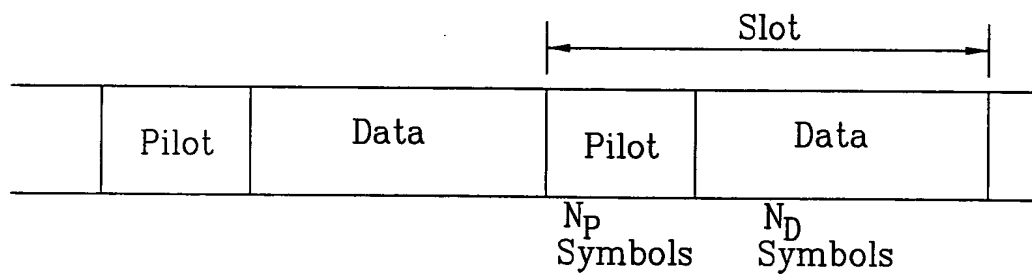 Slot
Pilot Data Pilot Data
N_P N_D
Symbols Symbols